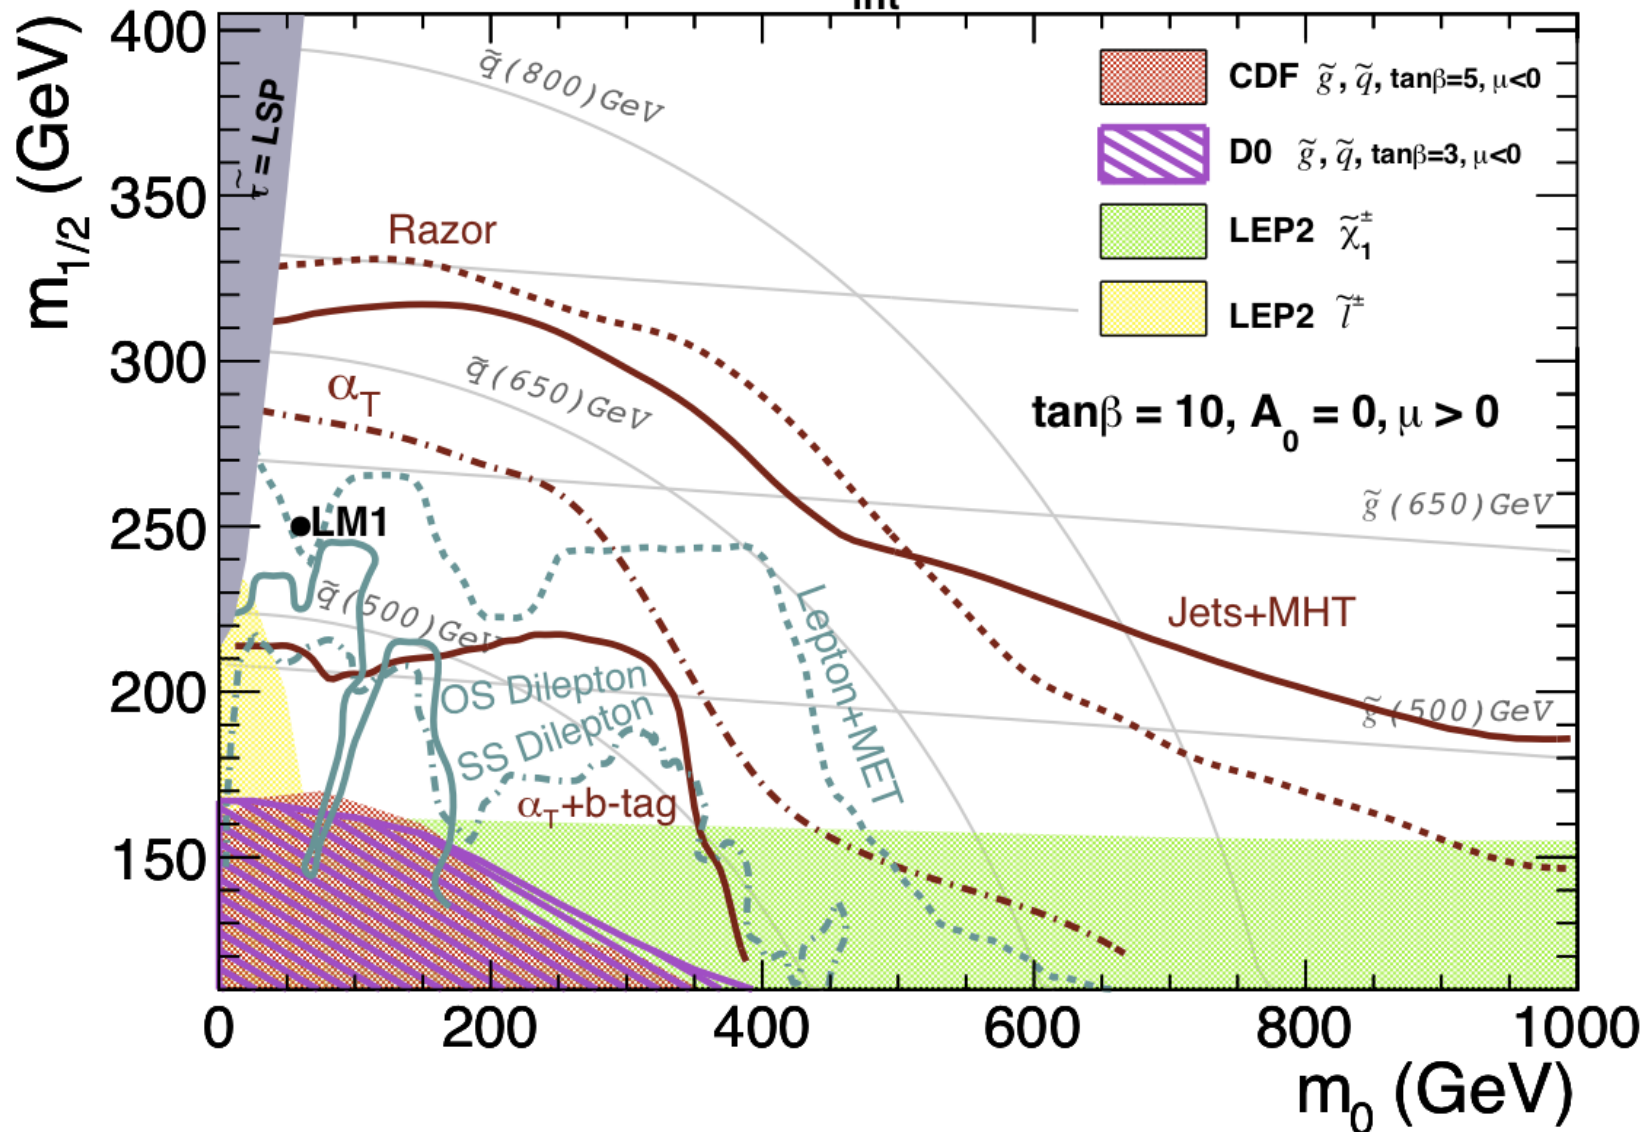 int
400
350
300
250
200
150
m₁/₂ (GeV)
τ̃ = LSP
q̃(800)GeV
CDF g̃, q̃, tanβ=5, μ<0
D0 g̃, q̃, tanβ=3, μ<0
LEP2 χ̃₁±
LEP2 l̃±
Razor
αT
q̃(650)GeV
tanβ = 10, A₀ = 0, μ > 0
g̃(650)GeV
LM1
q̃(500)GeV
Lepton+MET
Jets+MHT
OS Dilepton
SS Dilepton
g̃(500)GeV
αT+b-tag
0 200 400 600 800 1000
m₀ (GeV)